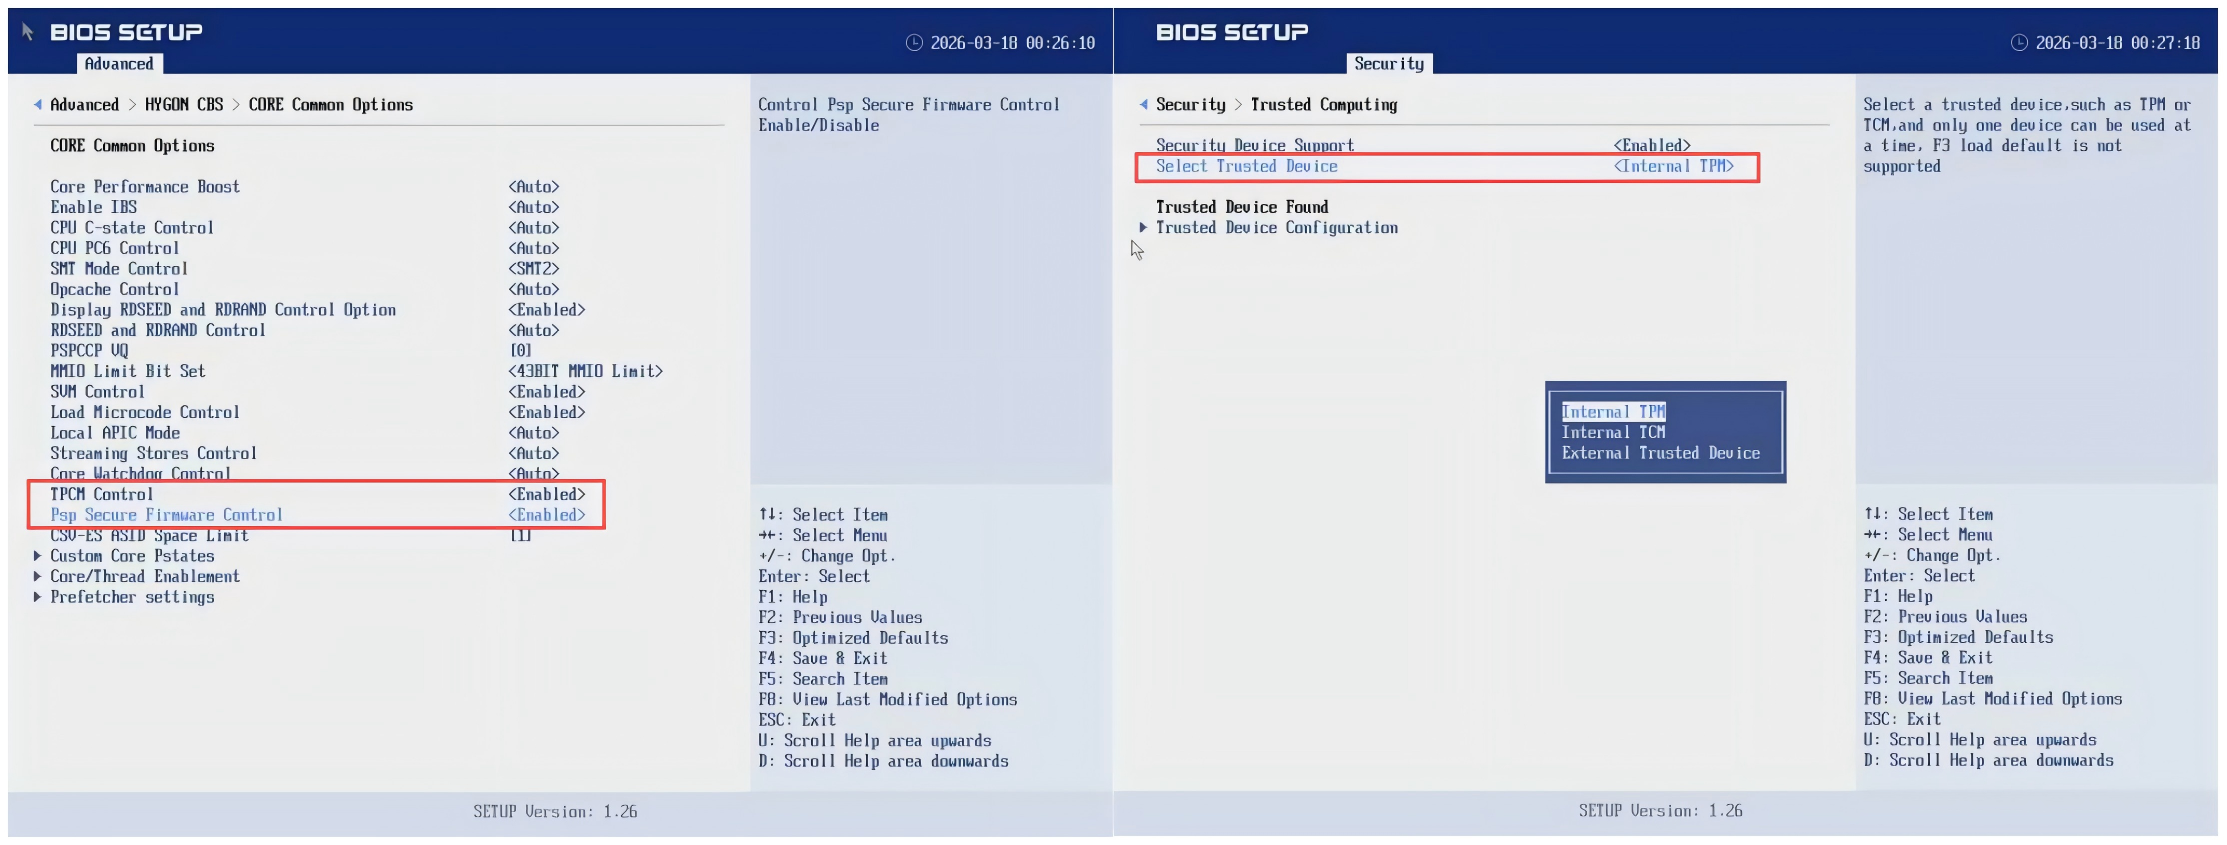 BIOS SETUP
2026-03-18 00:26:10
Advanced
Advanced > HYGON CBS > CORE Common Options
CORE Common Options
Core Performance Boost <Auto>
Enable IBS <Auto>
CPU C-state Control <Auto>
CPU PC6 Control <Auto>
SMT Mode Control <SMT2>
Opcache Control <Auto>
Display RDSEED and RDRAND Control Option <Enabled>
RDSEED and RDRAND Control <Auto>
PSPCCP VQ [0]
MMIO Limit Bit Set <43BIT MMIO Limit>
SVM Control <Enabled>
Load Microcode Control <Enabled>
Local APIC Mode <Auto>
Streaming Stores Control <Auto>
Core Watchdog Control <Auto>
TPCM Control <Enabled>
Psp Secure Firmware Control <Enabled>
CSV-ES ASID Space Limit [1]
Custom Core Pstates
Core/Thread Enablement
Prefetcher settings
Control Psp Secure Firmware Control
Enable/Disable
↑↓: Select Item
→←: Select Menu
+/-: Change Opt.
Enter: Select
F1: Help
F2: Previous Values
F3: Optimized Defaults
F4: Save & Exit
F5: Search Item
F8: View Last Modified Options
ESC: Exit
U: Scroll Help area upwards
D: Scroll Help area downwards
SETUP Version: 1.26
BIOS SETUP
2026-03-18 00:27:18
Security
Security > Trusted Computing
Security Device Support <Enabled>
Select Trusted Device <Internal TPM>
Trusted Device Found
Trusted Device Configuration
Internal TPM
Internal TCM
External Trusted Device
Select a trusted device,such as TPM or
TCM,and only one device can be used at
a time, F3 load default is not
supported
↑↓: Select Item
→←: Select Menu
+/-: Change Opt.
Enter: Select
F1: Help
F2: Previous Values
F3: Optimized Defaults
F4: Save & Exit
F5: Search Item
F8: View Last Modified Options
ESC: Exit
U: Scroll Help area upwards
D: Scroll Help area downwards
SETUP Version: 1.26